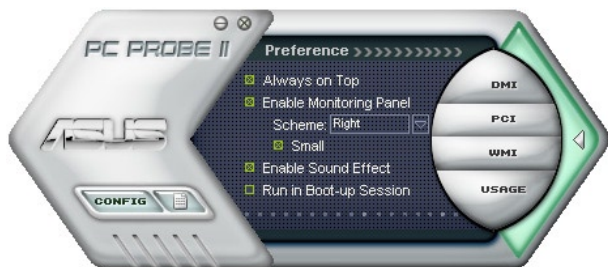 PC PROBE II
Preference >>>>>>>>>>>
Always on Top
Enable Monitoring Panel
Scheme: Right
Small
Enable Sound Effect
Run in Boot-up Session
ASUS
CONFIG
DMI
PCI
WMI
USAGE